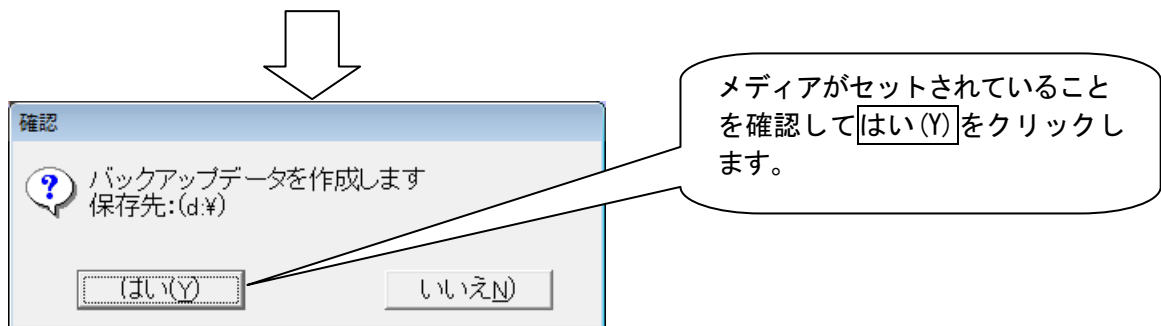 メディアがセットされていること
を確認してはい(Y)をクリックし
ます。
確認
バックアップデータを作成します
保存先:(d:¥)
はい(Y)
いいえN)